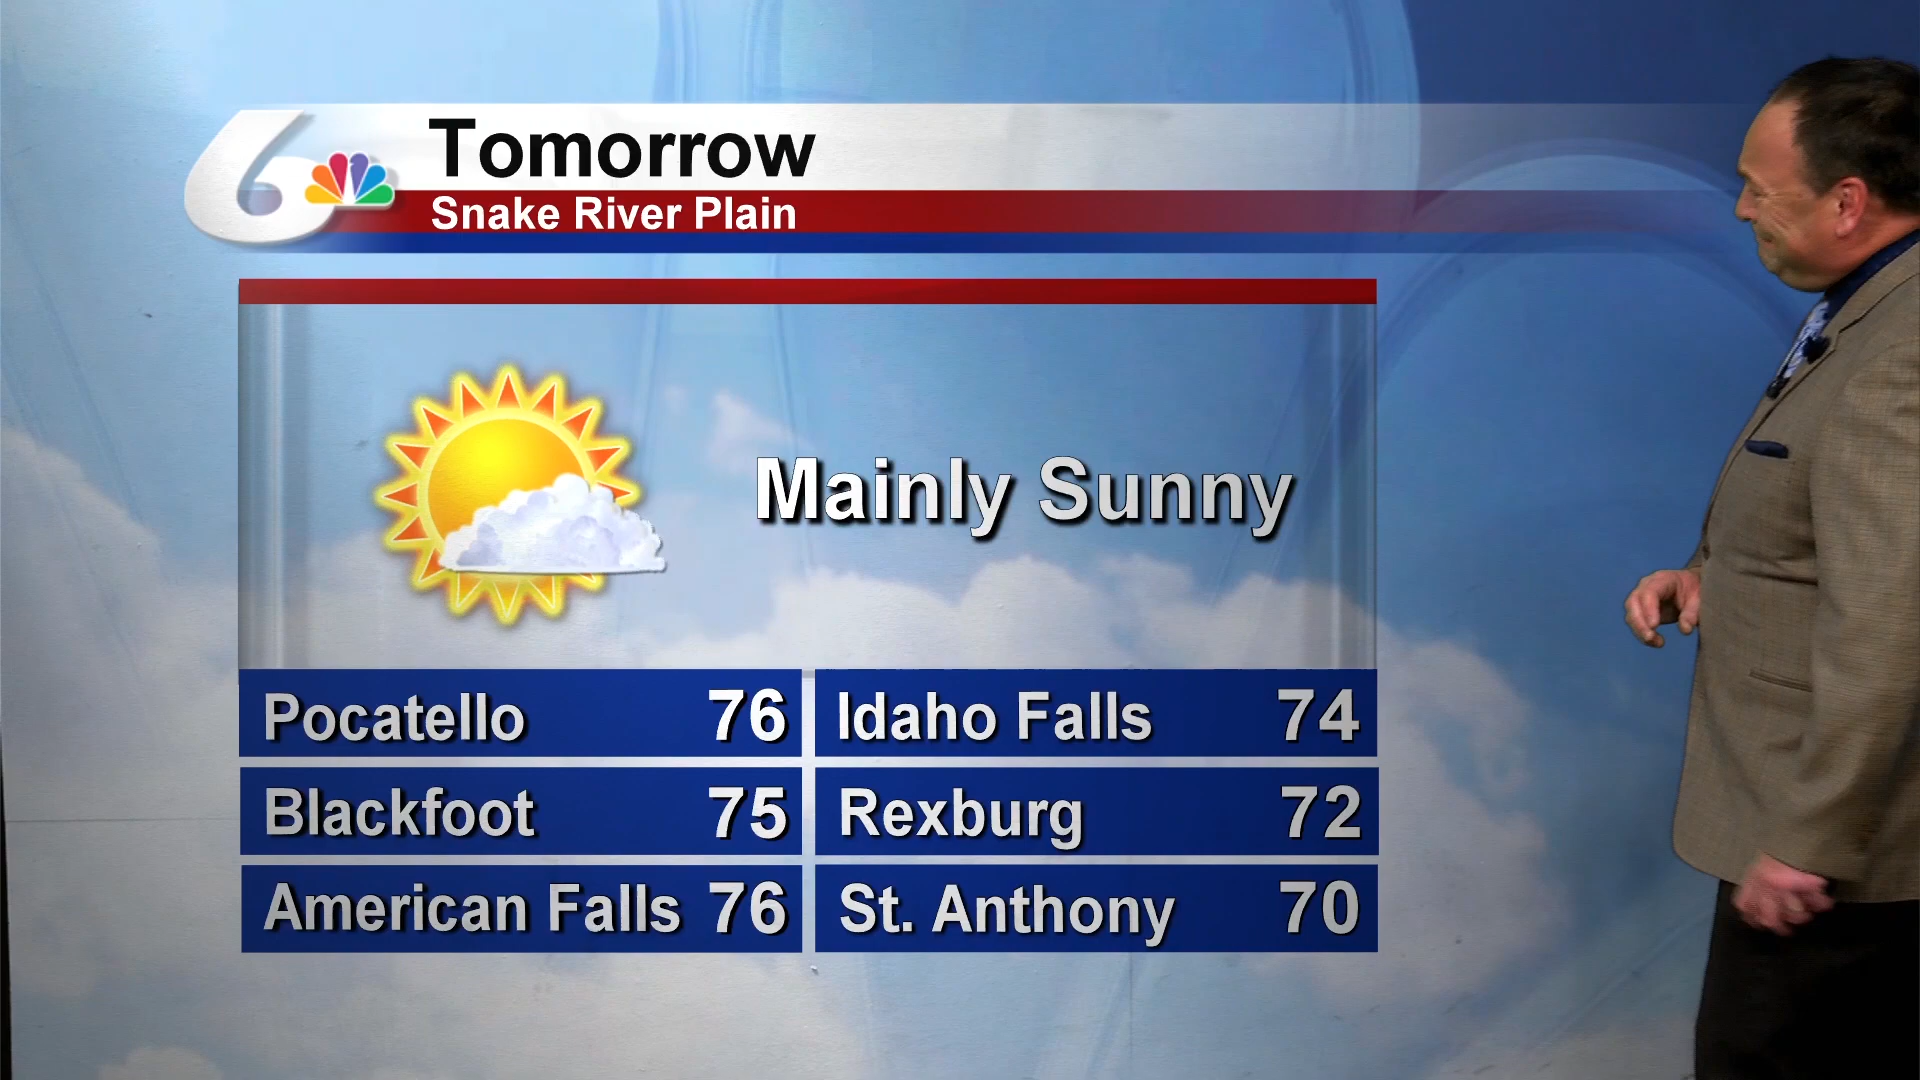 6
Tomorrow
Snake River Plain
Mainly Sunny
Pocatello 76 Idaho Falls 74
Blackfoot 75 Rexburg 72
American Falls 76 St. Anthony 70